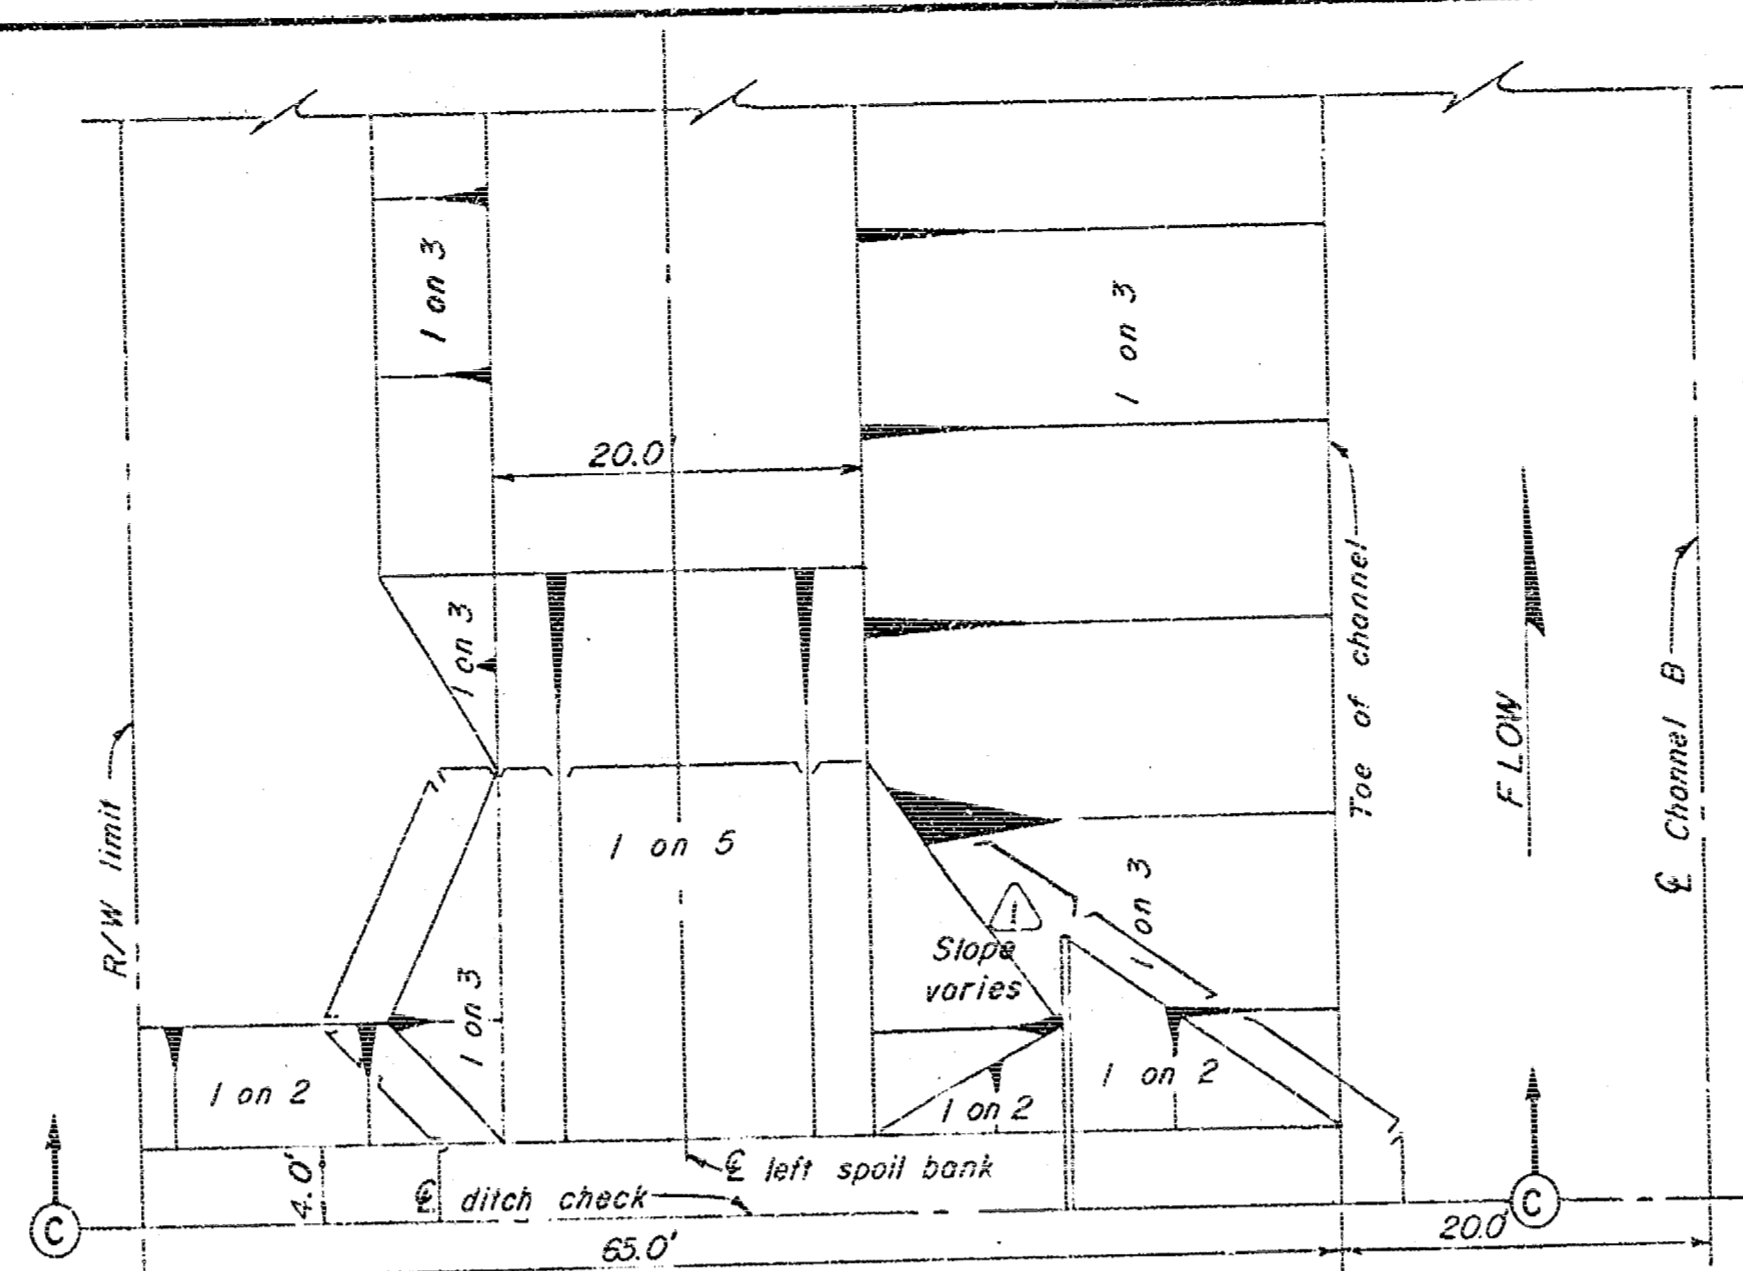 1 on 3
1 on 3
20.0'
1 on 3
Toe of channel
FLOW
℄ Channel B
R/W limit
1 on 5
1
Slope
varies
1 on 3
1 on 3
1 on 2
1 on 2
1 on 2
4.0'
℄ left spoil bank
℄ ditch check
C
C
65.0'
20.0'